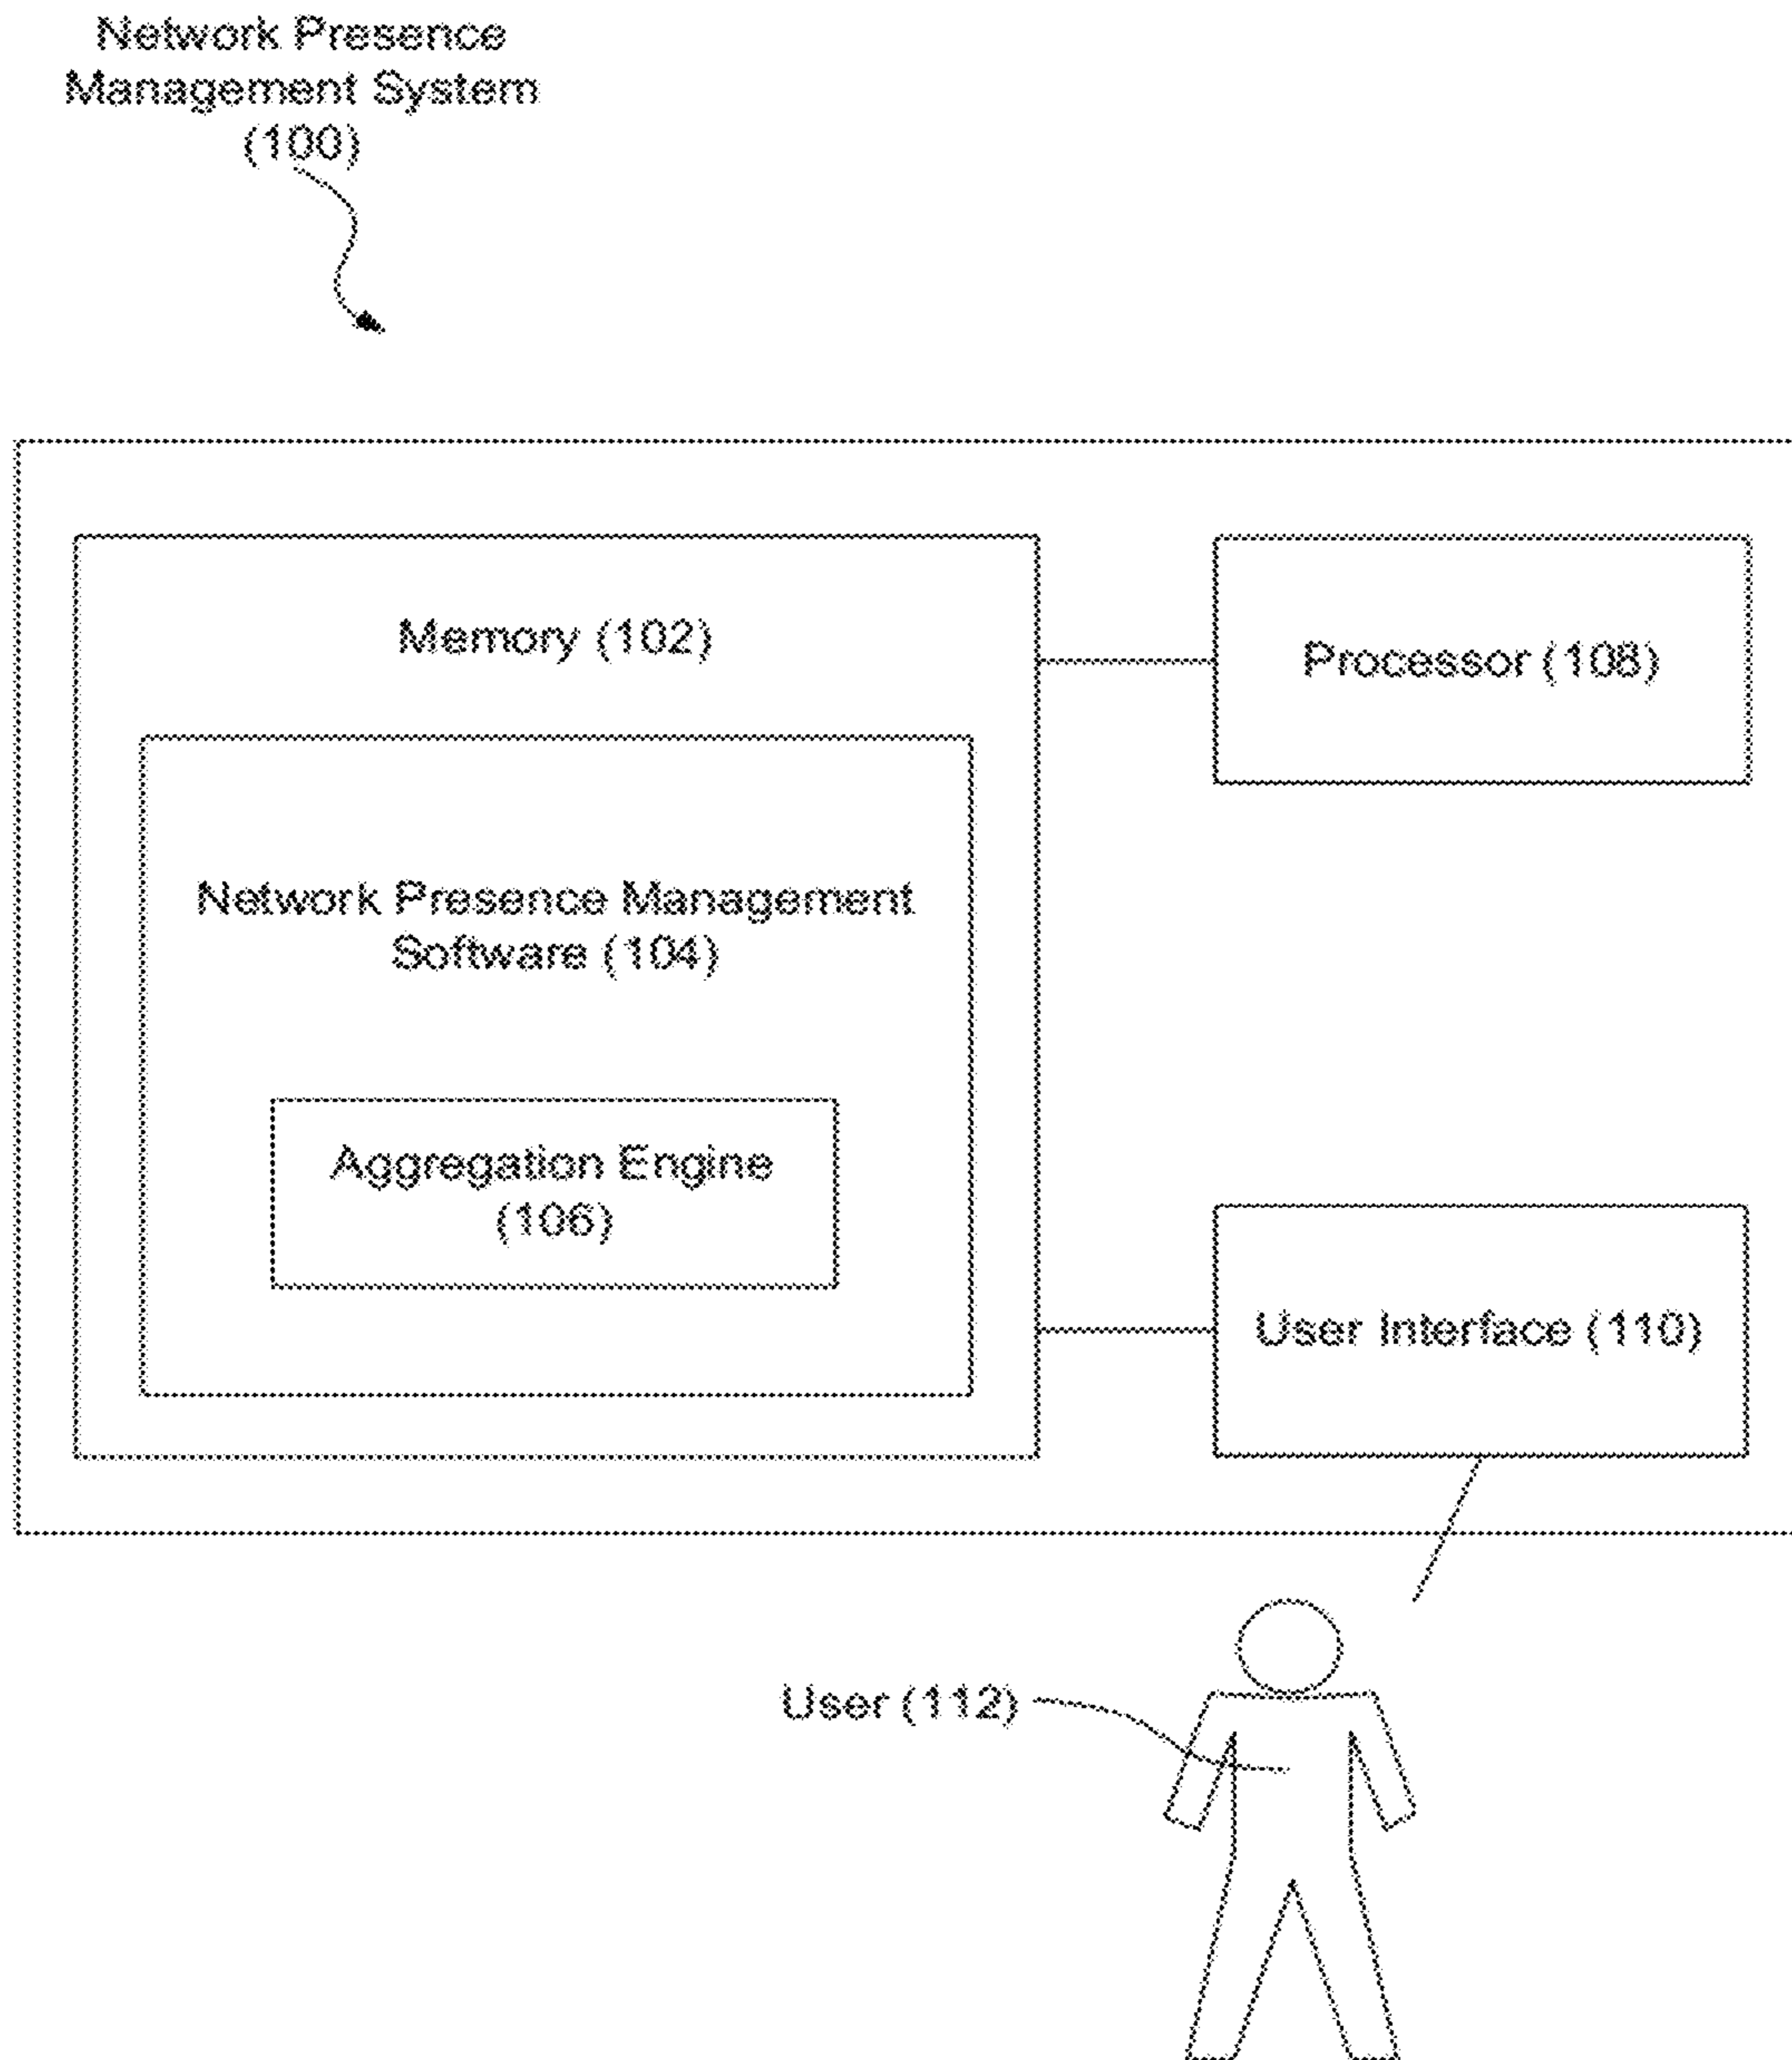 Network Presence
Management System
(100)
Memory (102)
Processor (108)
Network Presence Management
Software (104)
Aggregation Engine
(106)
User Interface (110)
User (112)